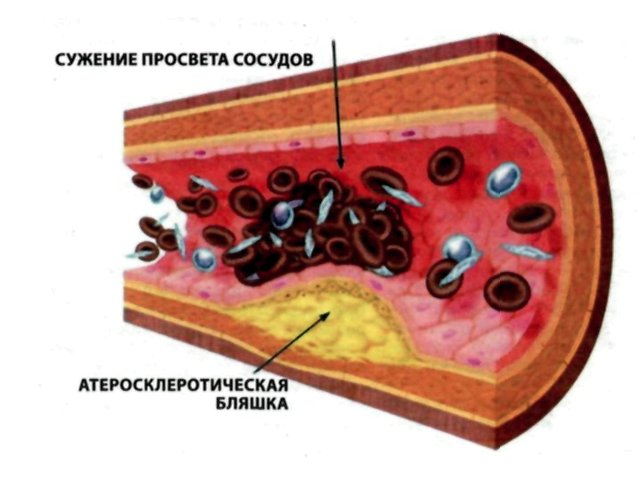 СУЖЕНИЕ ПРОСВЕТА СОСУДОВ
АТЕРОСКЛЕРОТИЧЕСКАЯ
БЛЯШКА